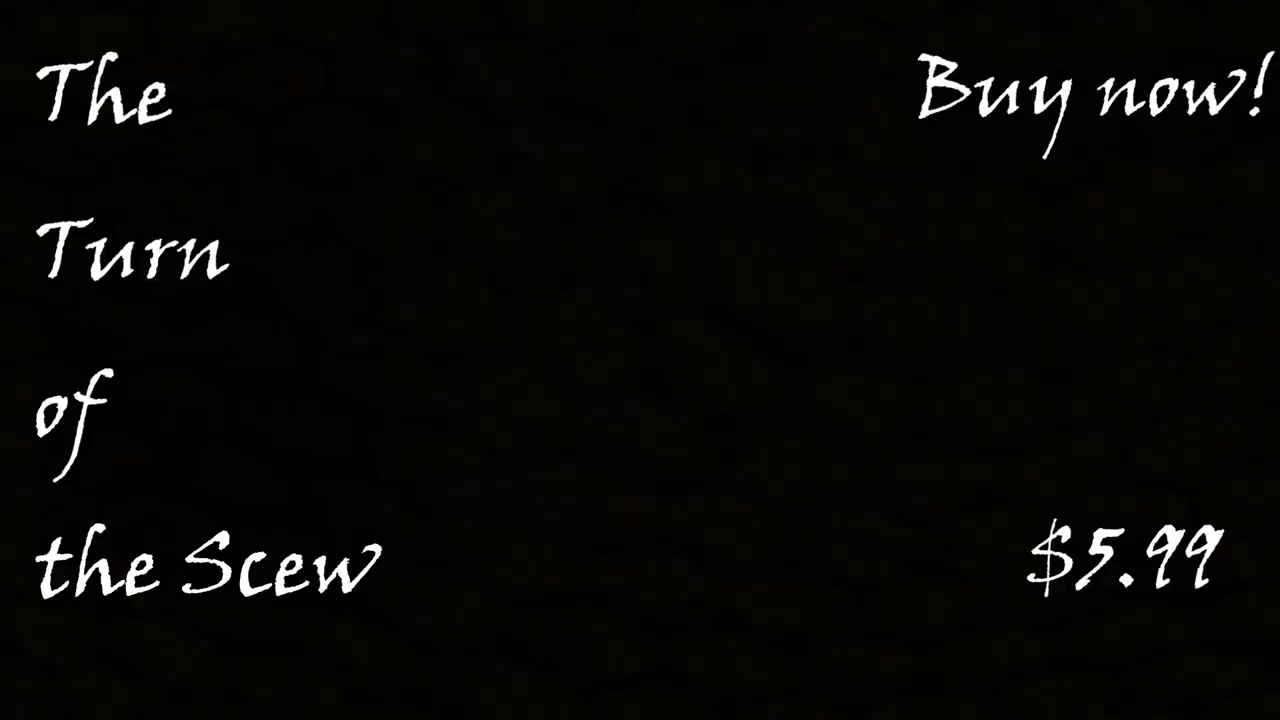 The
Buy now!
Turn
of
the Scew
$5.99